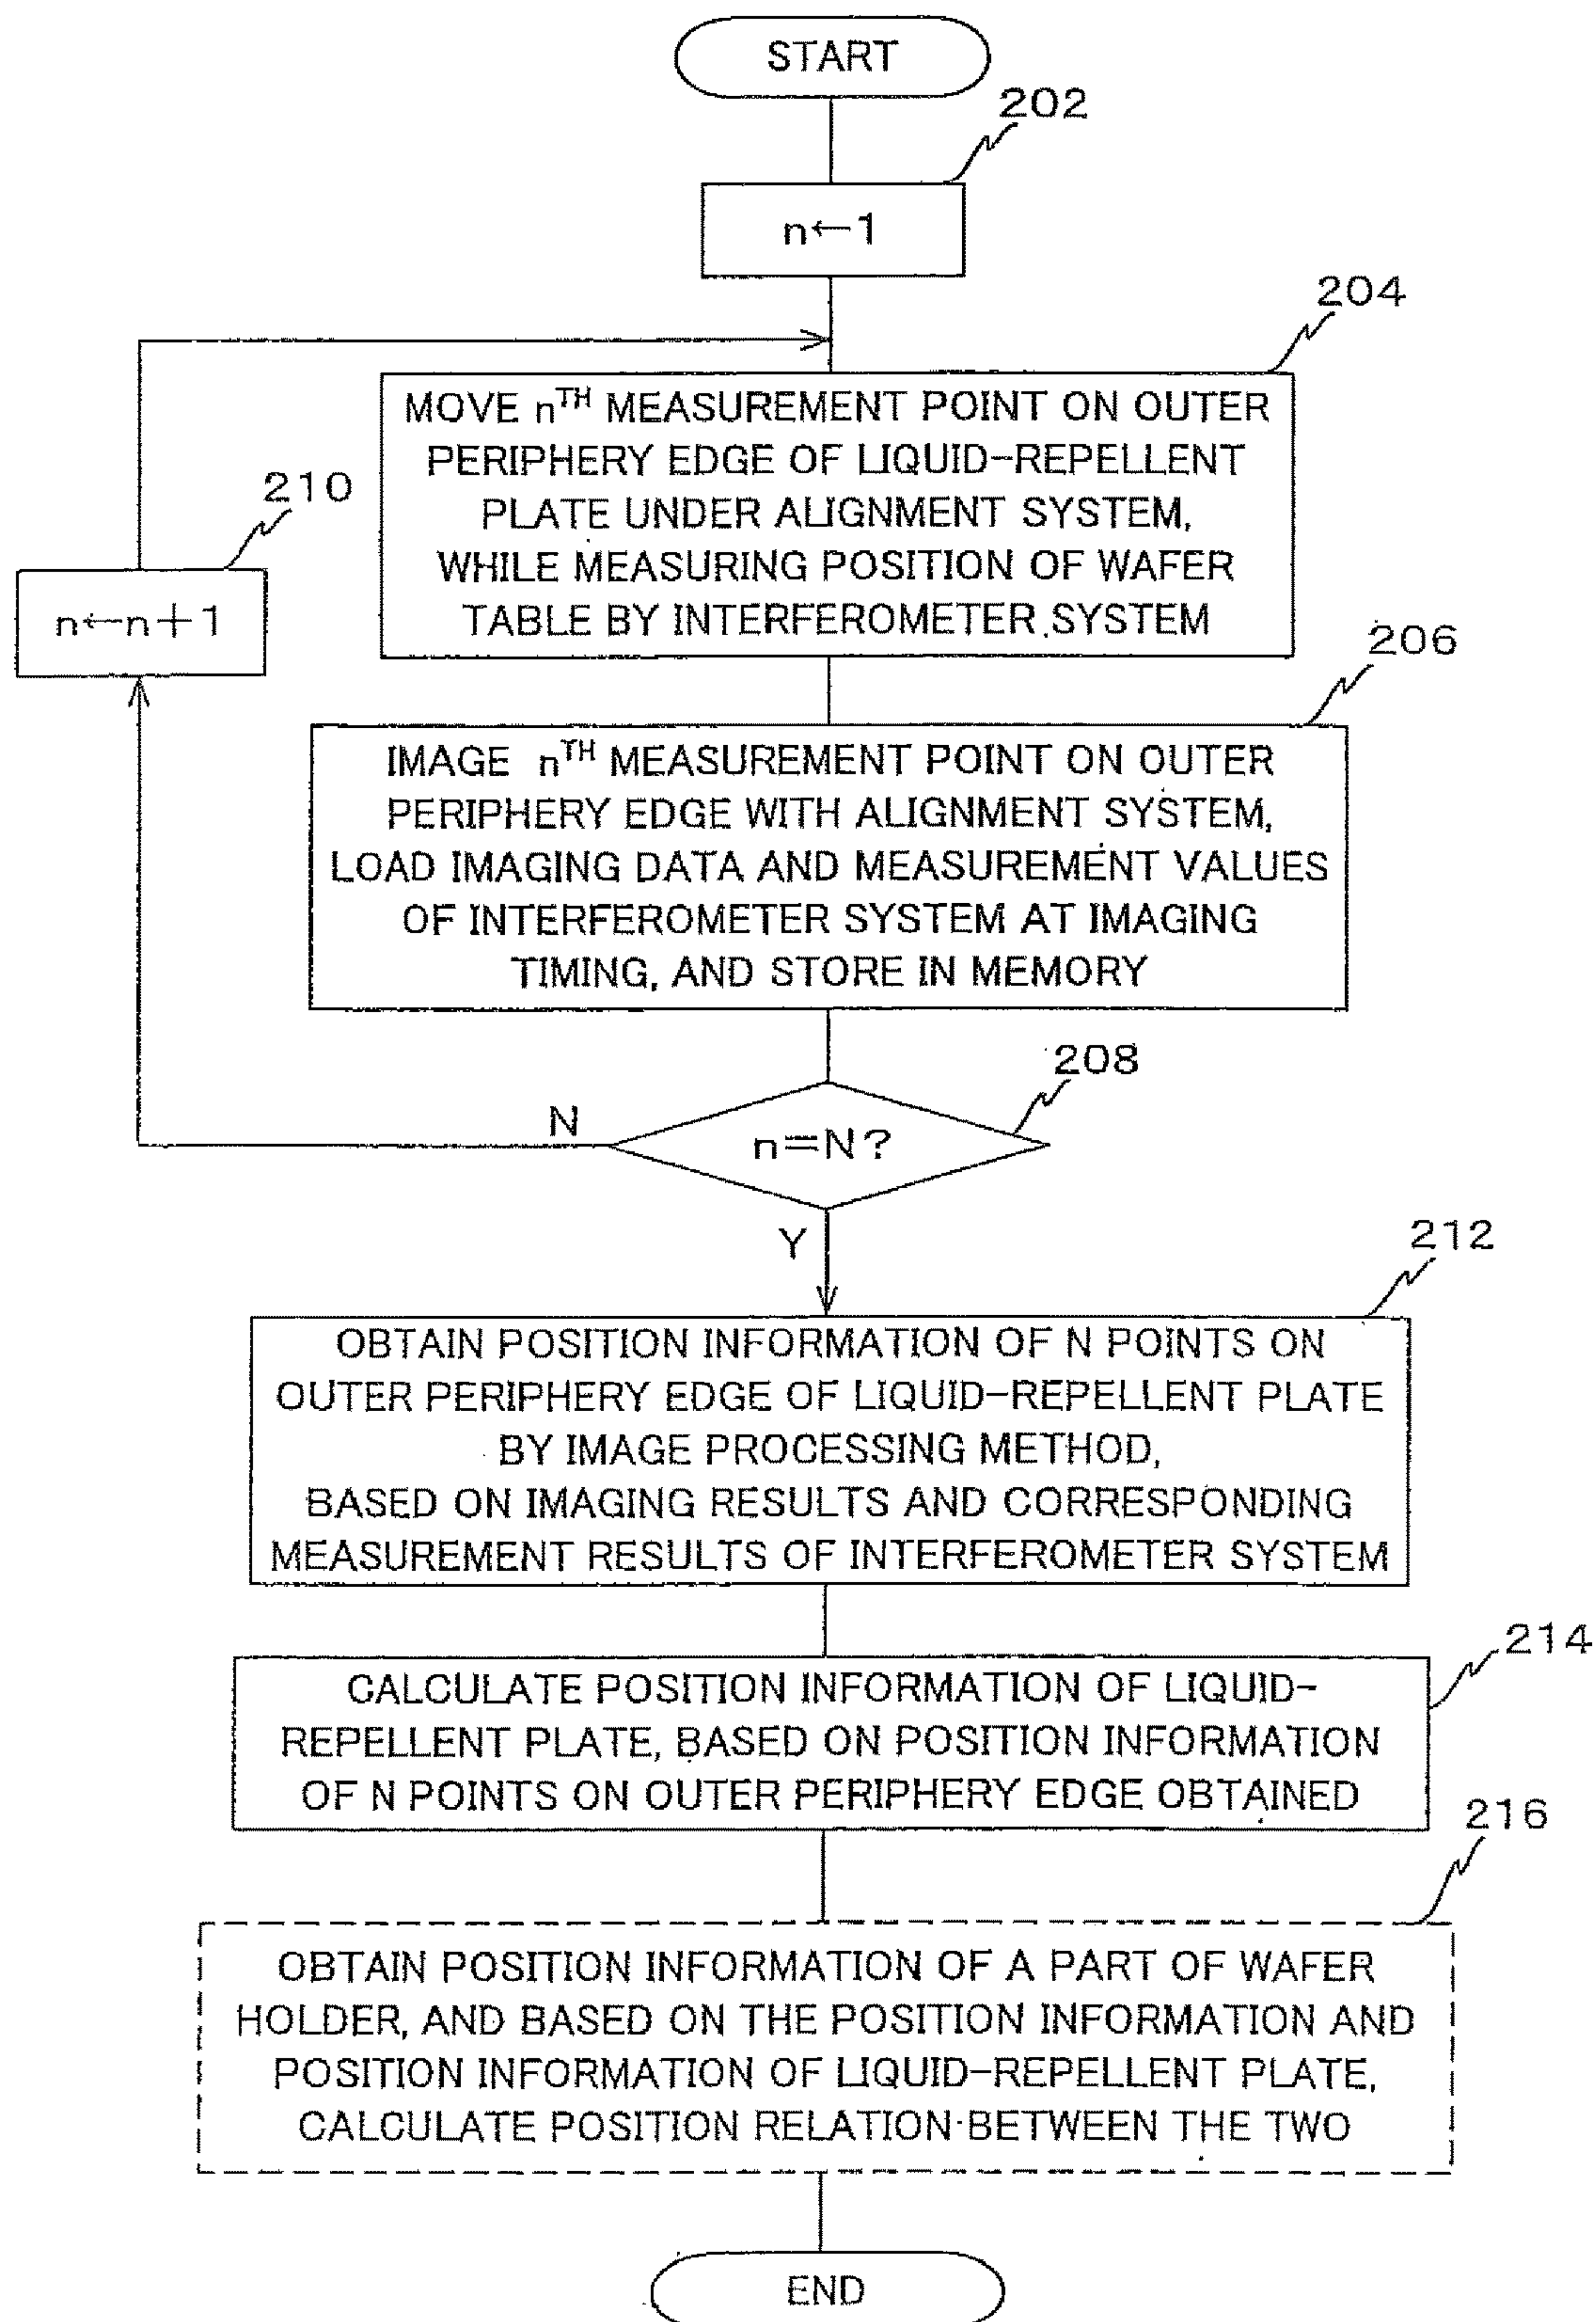 START
202
n←1
204
MOVE nTH MEASUREMENT POINT ON OUTER
PERIPHERY EDGE OF LIQUID-REPELLENT
PLATE UNDER ALIGNMENT SYSTEM,
WHILE MEASURING POSITION OF WAFER
TABLE BY INTERFEROMETER SYSTEM
210
n←n+1
206
IMAGE nTH MEASUREMENT POINT ON OUTER
PERIPHERY EDGE WITH ALIGNMENT SYSTEM,
LOAD IMAGING DATA AND MEASUREMENT VALUES
OF INTERFEROMETER SYSTEM AT IMAGING
TIMING, AND STORE IN MEMORY
208
N
n=N?
Y
212
OBTAIN POSITION INFORMATION OF N POINTS ON
OUTER PERIPHERY EDGE OF LIQUID-REPELLENT PLATE
BY IMAGE PROCESSING METHOD,
BASED ON IMAGING RESULTS AND CORRESPONDING
MEASUREMENT RESULTS OF INTERFEROMETER SYSTEM
214
CALCULATE POSITION INFORMATION OF LIQUID-
REPELLENT PLATE, BASED ON POSITION INFORMATION
OF N POINTS ON OUTER PERIPHERY EDGE OBTAINED
216
OBTAIN POSITION INFORMATION OF A PART OF WAFER
HOLDER, AND BASED ON THE POSITION INFORMATION AND
POSITION INFORMATION OF LIQUID-REPELLENT PLATE,
CALCULATE POSITION RELATION BETWEEN THE TWO
END